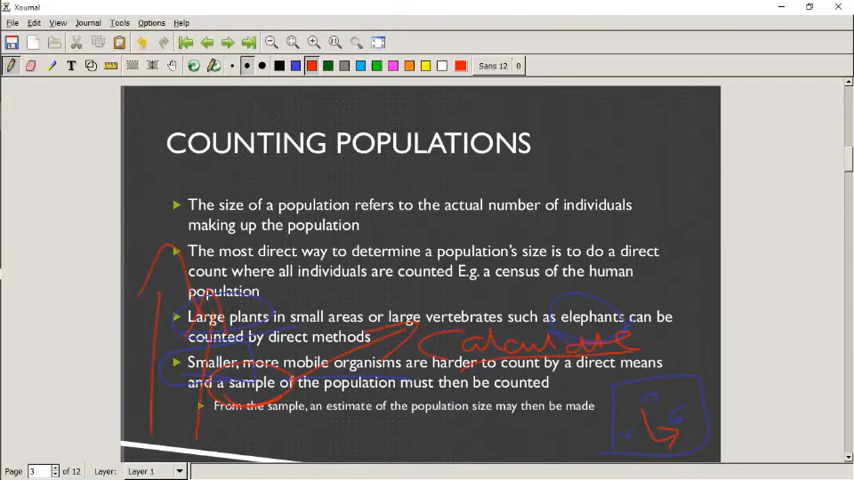 Xournal
File Edit View Journal Tools Options Help
Sans 12 0
COUNTING POPULATIONS
The size of a population refers to the actual number of individuals
making up the population
The most direct way to determine a population's size is to do a direct
count where all individuals are counted E.g. a census of the human
population
Large plants in small areas or large vertebrates such as elephants can be
counted by direct methods
Calculate
Smaller, more mobile organisms are harder to count by a direct means
and a sample of the population must then be counted
From the sample, an estimate of the population size may then be made
Page 3 of 12 Layer: Layer 1